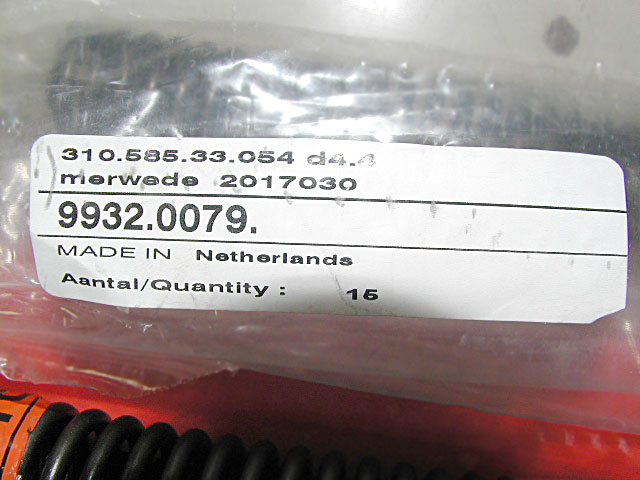 310.585.33.054 d4.4
merwede 2017030
9932.0079.
MADE IN Netherlands
Aantal/Quantity : 15